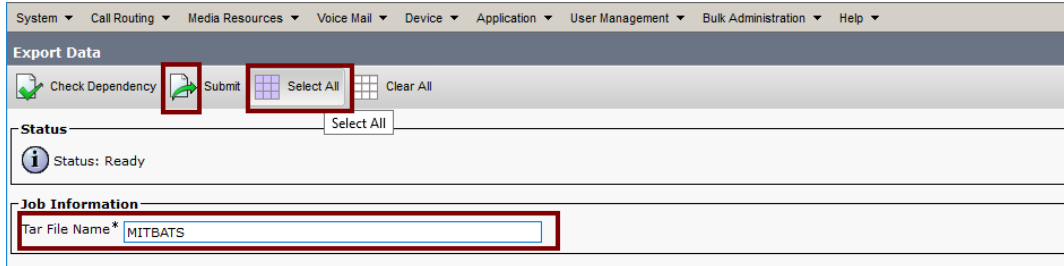 System Call Routing Media Resources Voice Mail Device Application User Management Bulk Administration Help
Export Data
Check Dependency Submit Select All Clear All
Select All
Status
Status: Ready
Job Information
Tar File Name* MITBATS